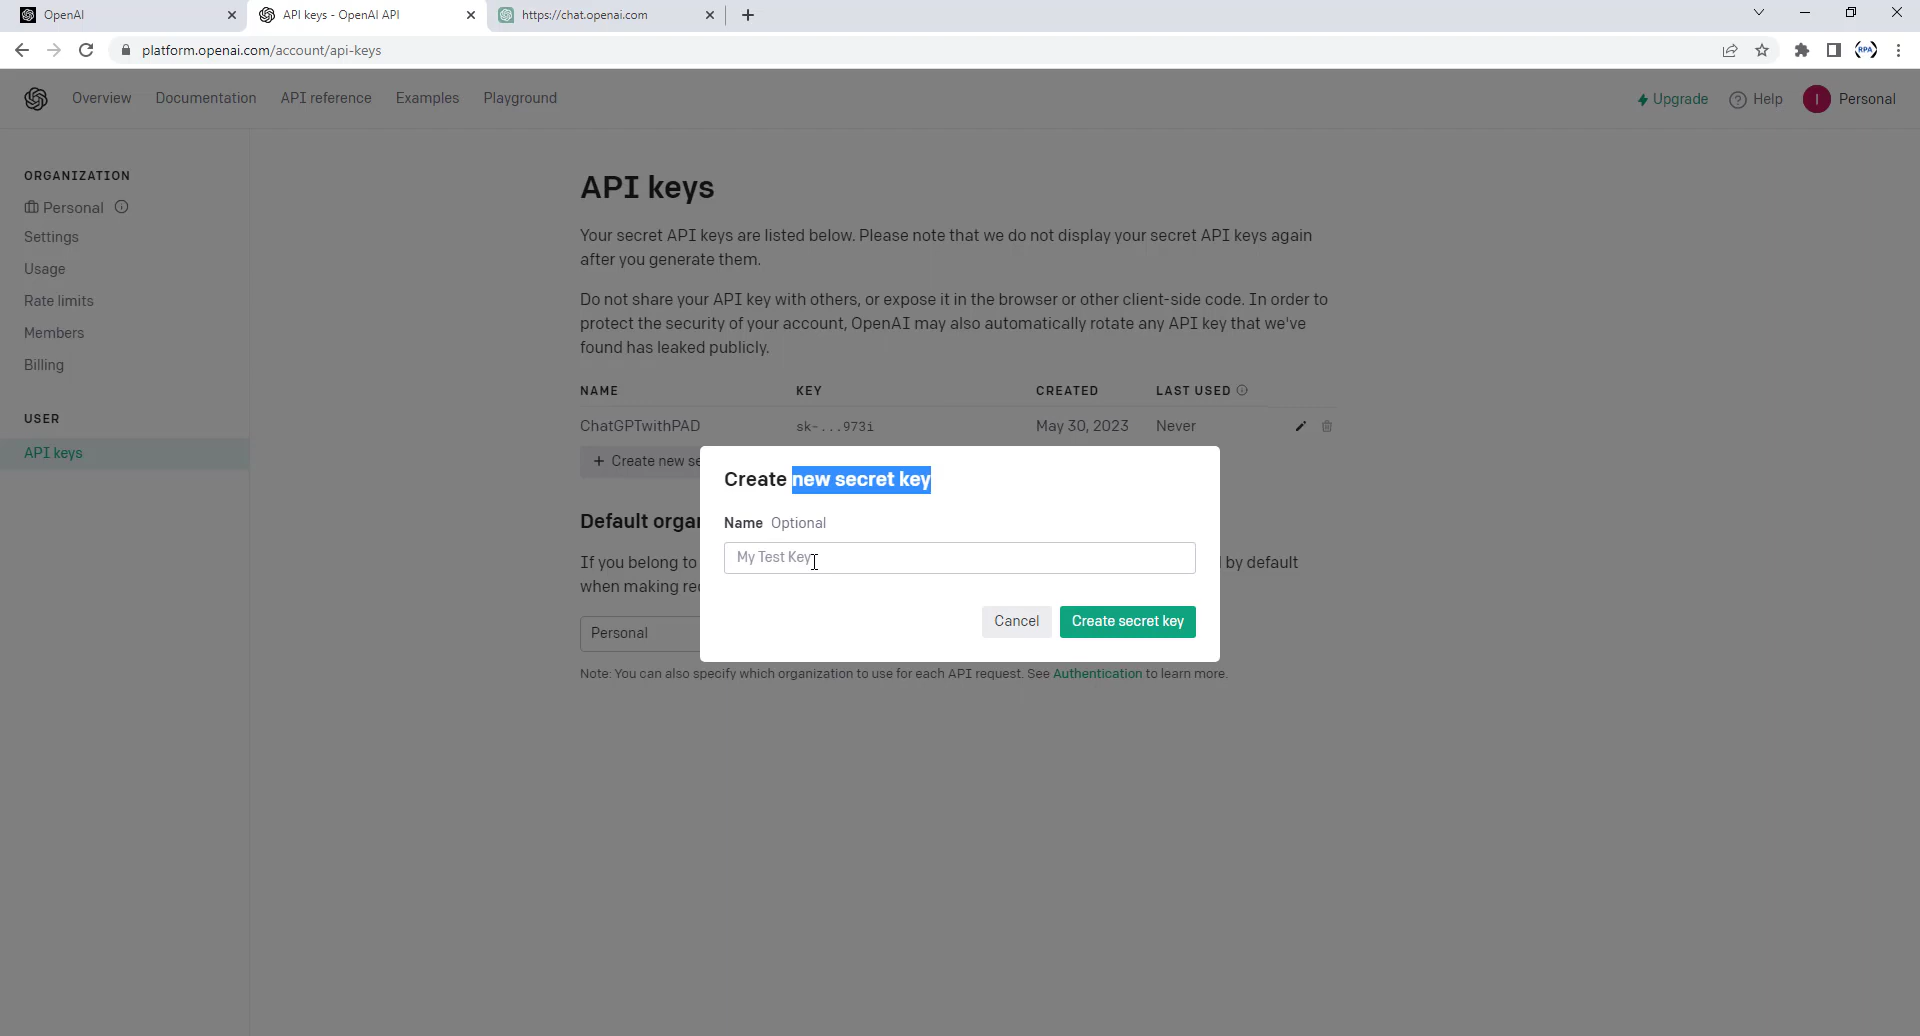 OpenAI
API keys - OpenAI API
https://chat.openai.com
platform.openai.com/account/api-keys
RPA
Overview
Documentation
API reference
Examples
Playground
Upgrade
Help
I
Personal
ORGANIZATION
Personal
Settings
Usage
Rate limits
Members
Billing
USER
API keys
API keys
Your secret API keys are listed below. Please note that we do not display your secret API keys again
after you generate them.
Do not share your API key with others, or expose it in the browser or other client-side code. In order to
protect the security of your account, OpenAI may also automatically rotate any API key that we've
found has leaked publicly.
NAME KEY CREATED LAST USED
ChatGPTwithPAD sk-...973i May 30, 2023 Never
+ Create new se
Create new secret key
Name Optional
My Test Key
Cancel
Create secret key
Default organ
If you belong to by default
when making re
Personal
Note: You can also specify which organization to use for each API request. See Authentication to learn more.